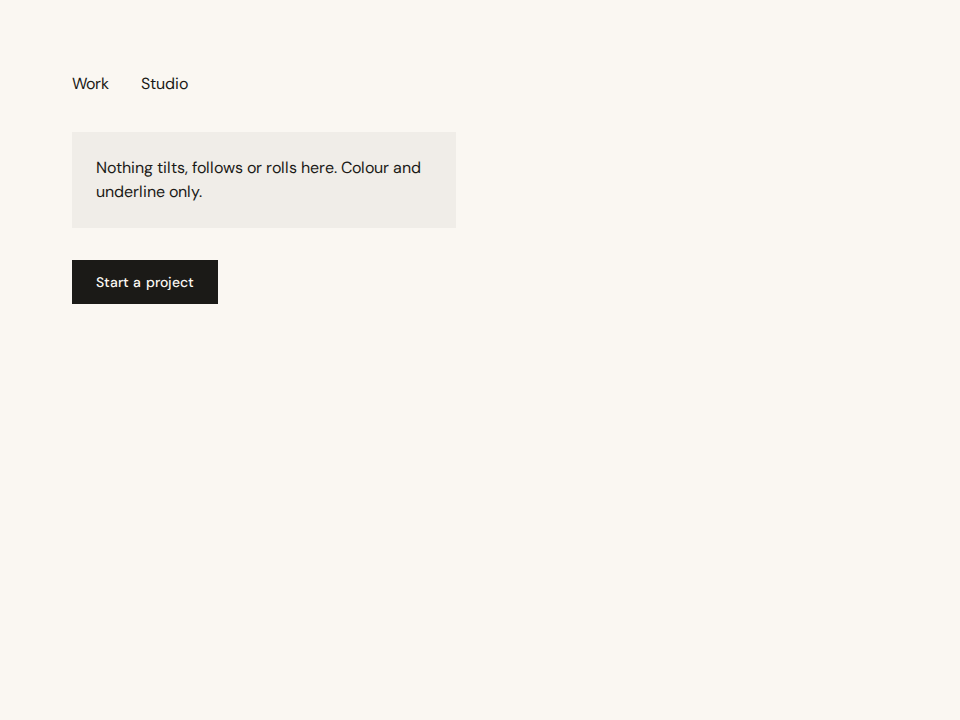 Work Studio
Nothing tilts, follows or rolls here. Colour and
underline only.
Start a project